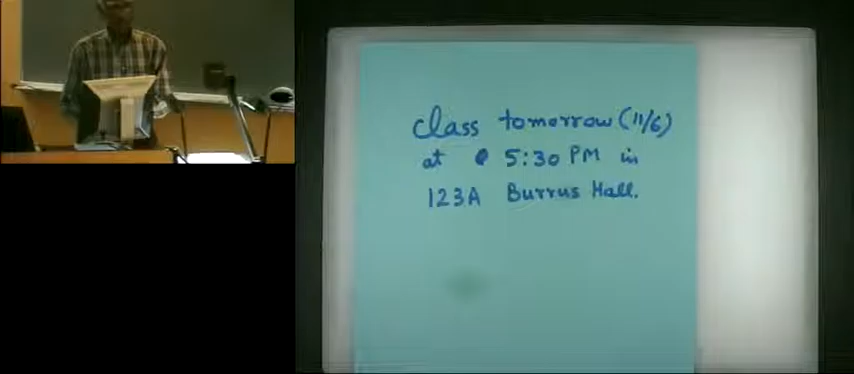 class tomorrow (11/6)
at 5:30 PM in
123A Burrus Hall.